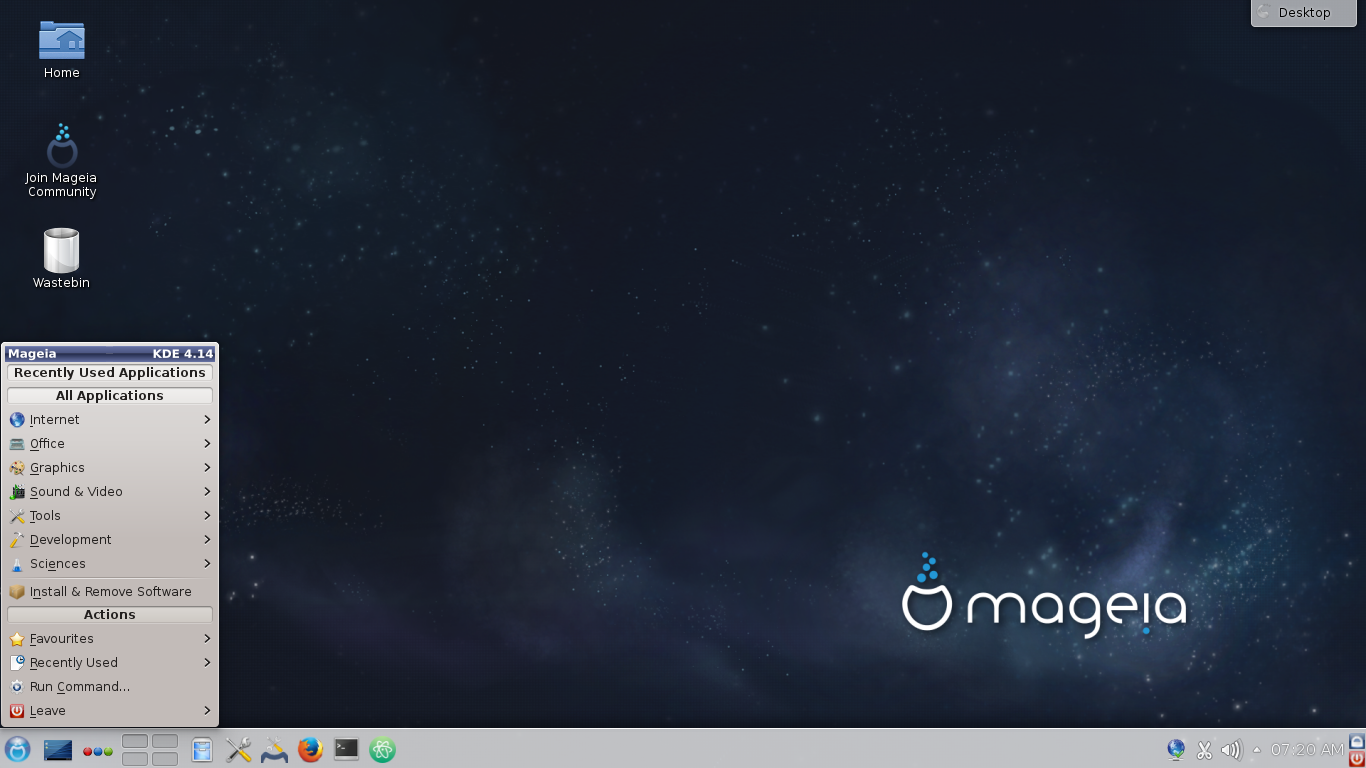 Desktop
Home
Join Mageia
Community
Wastebin
Mageia KDE 4.14
Recently Used Applications
All Applications
Internet
Office
Graphics
Sound & Video
Tools
Development
Sciences
Install & Remove Software
Actions
Favourites
Recently Used
Run Command...
Leave
mageia
07:20 AM